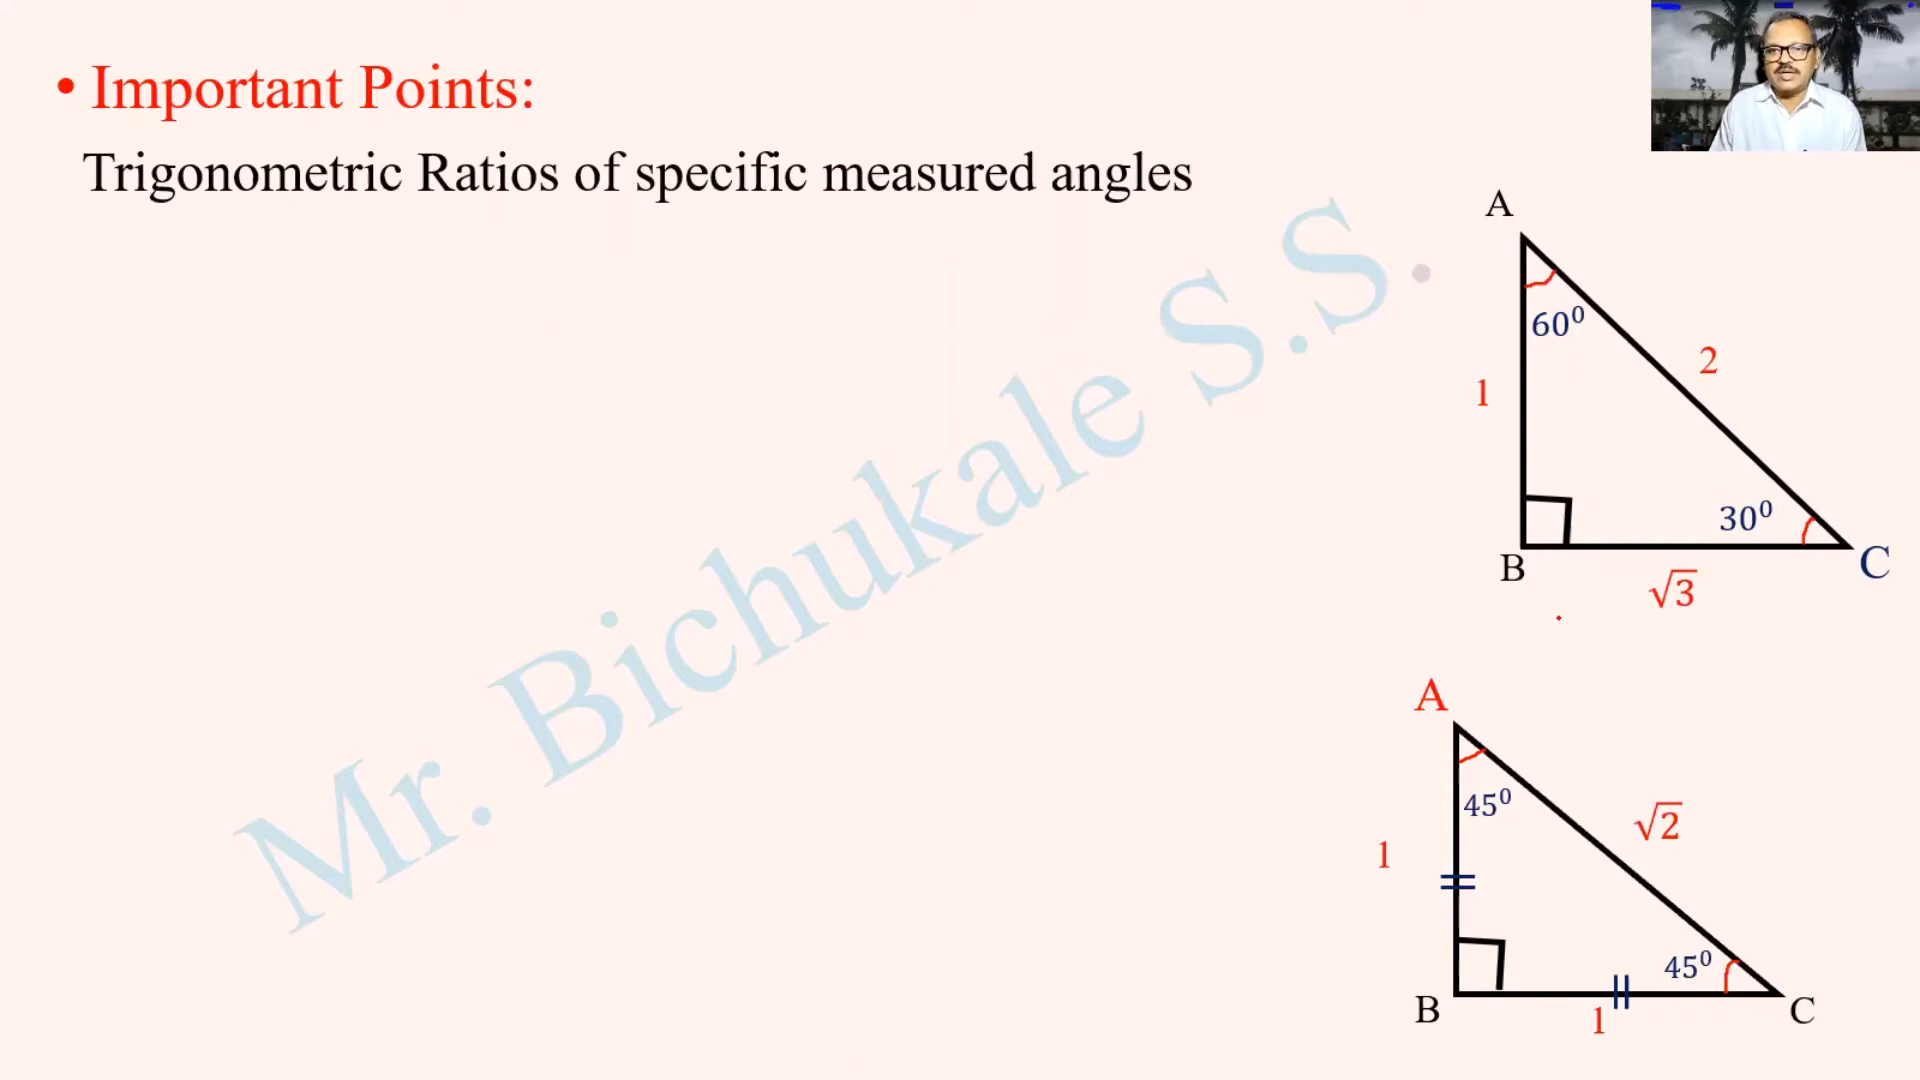 • Important Points:
Trigonometric Ratios of specific measured angles
A
60⁰
2
1
30⁰
B
C
√3
A
45⁰
√2
1
45⁰
B
1
C
Mr. Bichukale S.S.